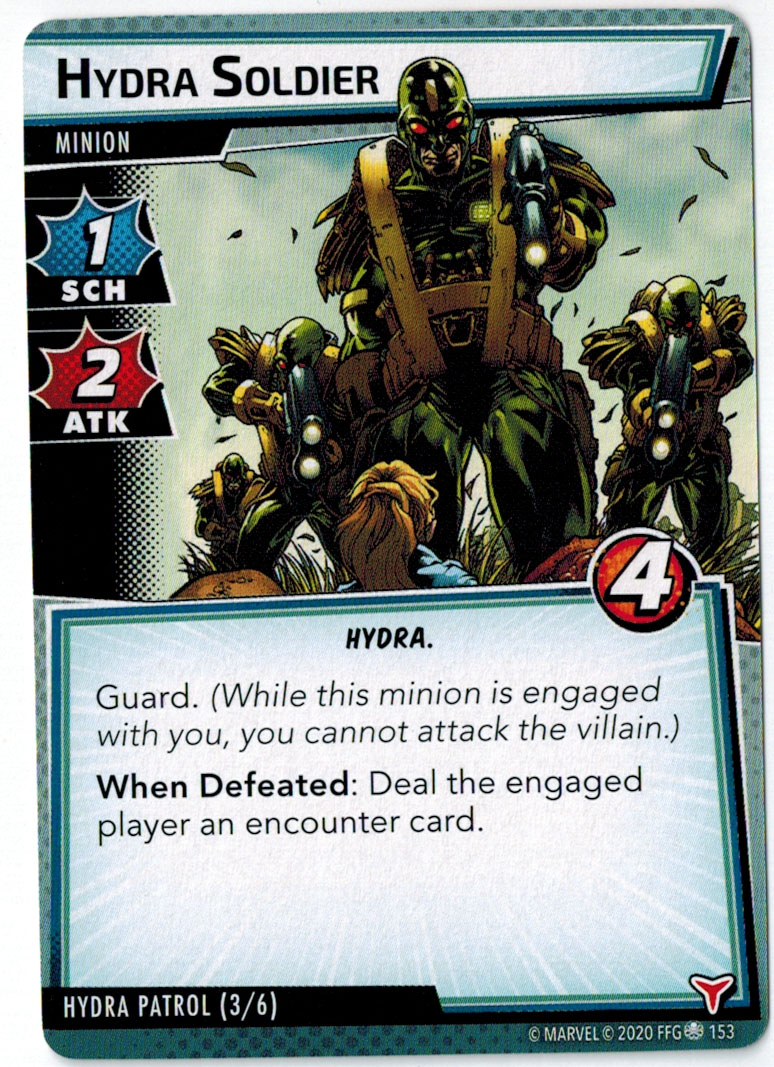 HYDRA SOLDIER
MINION
1
SCH
2
ATK
4
HYDRA.
Guard. (While this minion is engaged
with you, you cannot attack the villain.)
When Defeated: Deal the engaged
player an encounter card.
HYDRA PATROL (3/6)
© MARVEL © 2020 FFG 153